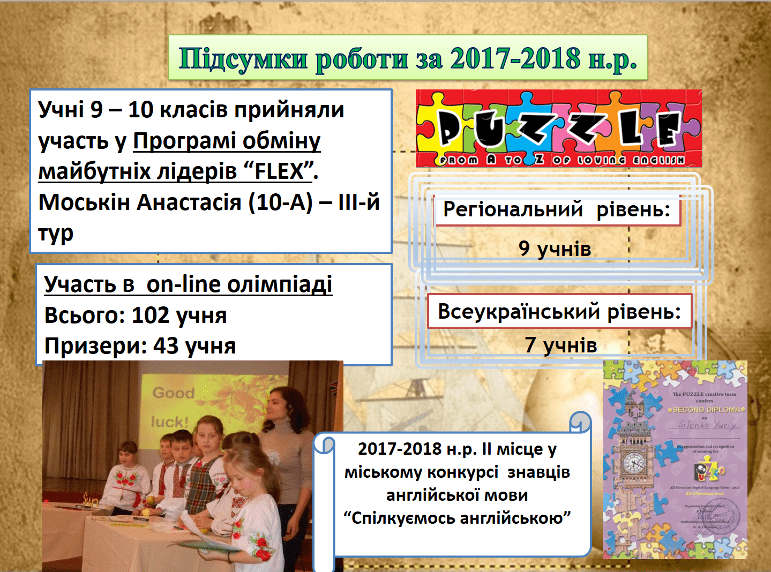 Підсумки роботи за 2017-2018 н.р.
Учні 9 – 10 класів прийняли
участь у Програмі обміну
майбутніх лідерів “FLEX”.
Моськін Анастасія (10-А) – ІІІ-й
тур
PUZZLE
FROM A TO Z OF LOVING ENGLISH
Регіональний рівень:
9 учнів
Участь в on-line олімпіаді
Всього: 102 учня
Призери: 43 учня
Всеукраїнський рівень:
7 учнів
Good
luck!
2017-2018 н.р. ІІ місце у
міському конкурсі знавців
англійської мови
“Спілкуємось англійською”
The PUZZLE creative team
confers
SECOND DIPLOMA